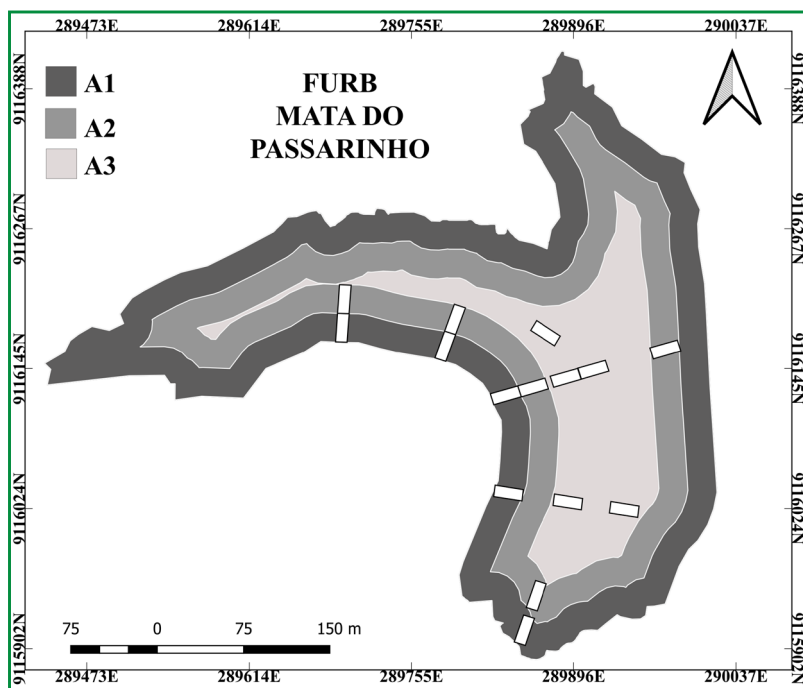 289473E 289614E 289755E 289896E 290037E
9116388N
9116267N
9116145N
9116024N
9115902N
A1
A2
A3
FURB
MATA DO
PASSARINHO
9116388N
9116267N
9116145N
9116024N
9115902N
75 0 75 150 m
289473E 289614E 289755E 289896E 290037E